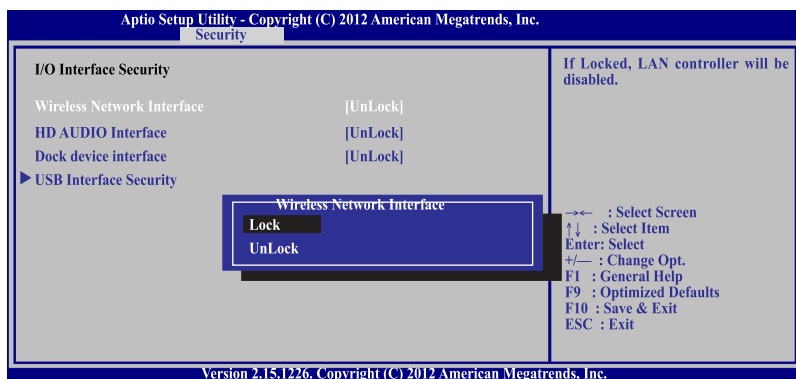 Aptio Setup Utility - Copyright (C) 2012 American Megatrends, Inc.
Security
I/O Interface Security
Wireless Network Interface [UnLock]
HD AUDIO Interface [UnLock]
Dock device interface [UnLock]
USB Interface Security
Wireless Network Interface
Lock
UnLock
If Locked, LAN controller will be
disabled.
→← : Select Screen
↑↓ : Select Item
Enter: Select
+/— : Change Opt.
F1 : General Help
F9 : Optimized Defaults
F10 : Save & Exit
ESC : Exit
Version 2.15.1226. Copyright (C) 2012 American Megatrends, Inc.